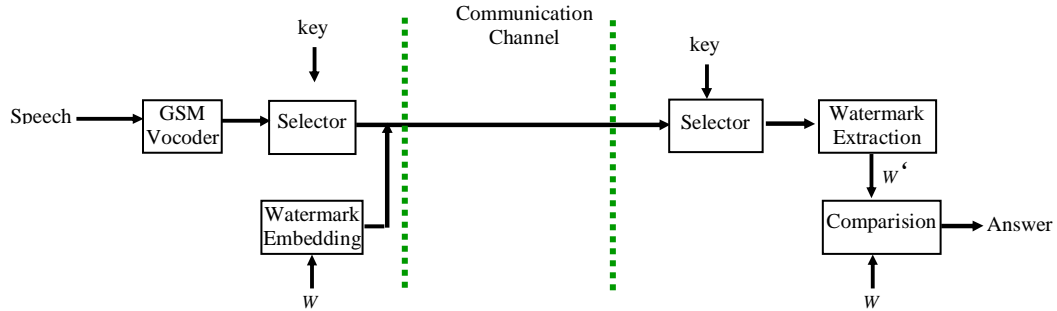 Communication
Channel
key
key
Speech
GSM
Vocoder
Selector
Selector
Watermark
Extraction
W‘
Watermark
Embedding
Comparision
Answer
W
W